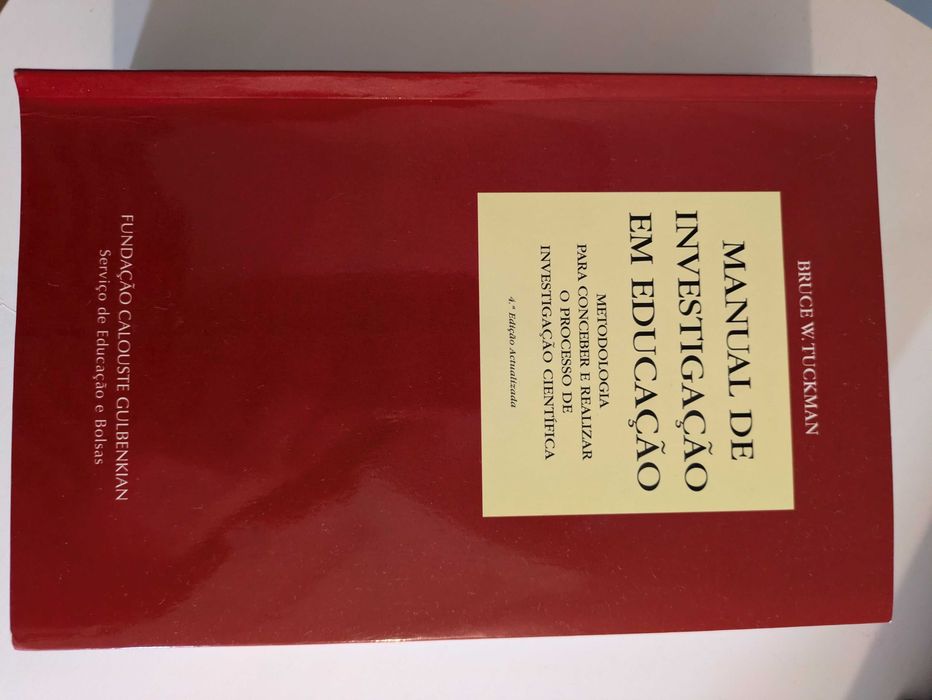 BRUCE W. TUCKMAN
MANUAL DE
INVESTIGAÇÃO
EM EDUCAÇÃO
METODOLOGIA
PARA CONCEBER E REALIZAR
O PROCESSO DE
INVESTIGAÇÃO CIENTÍFICA
4.ª Edição Actualizada
FUNDAÇÃO CALOUSTE GULBENKIAN
Serviço de Educação e Bolsas